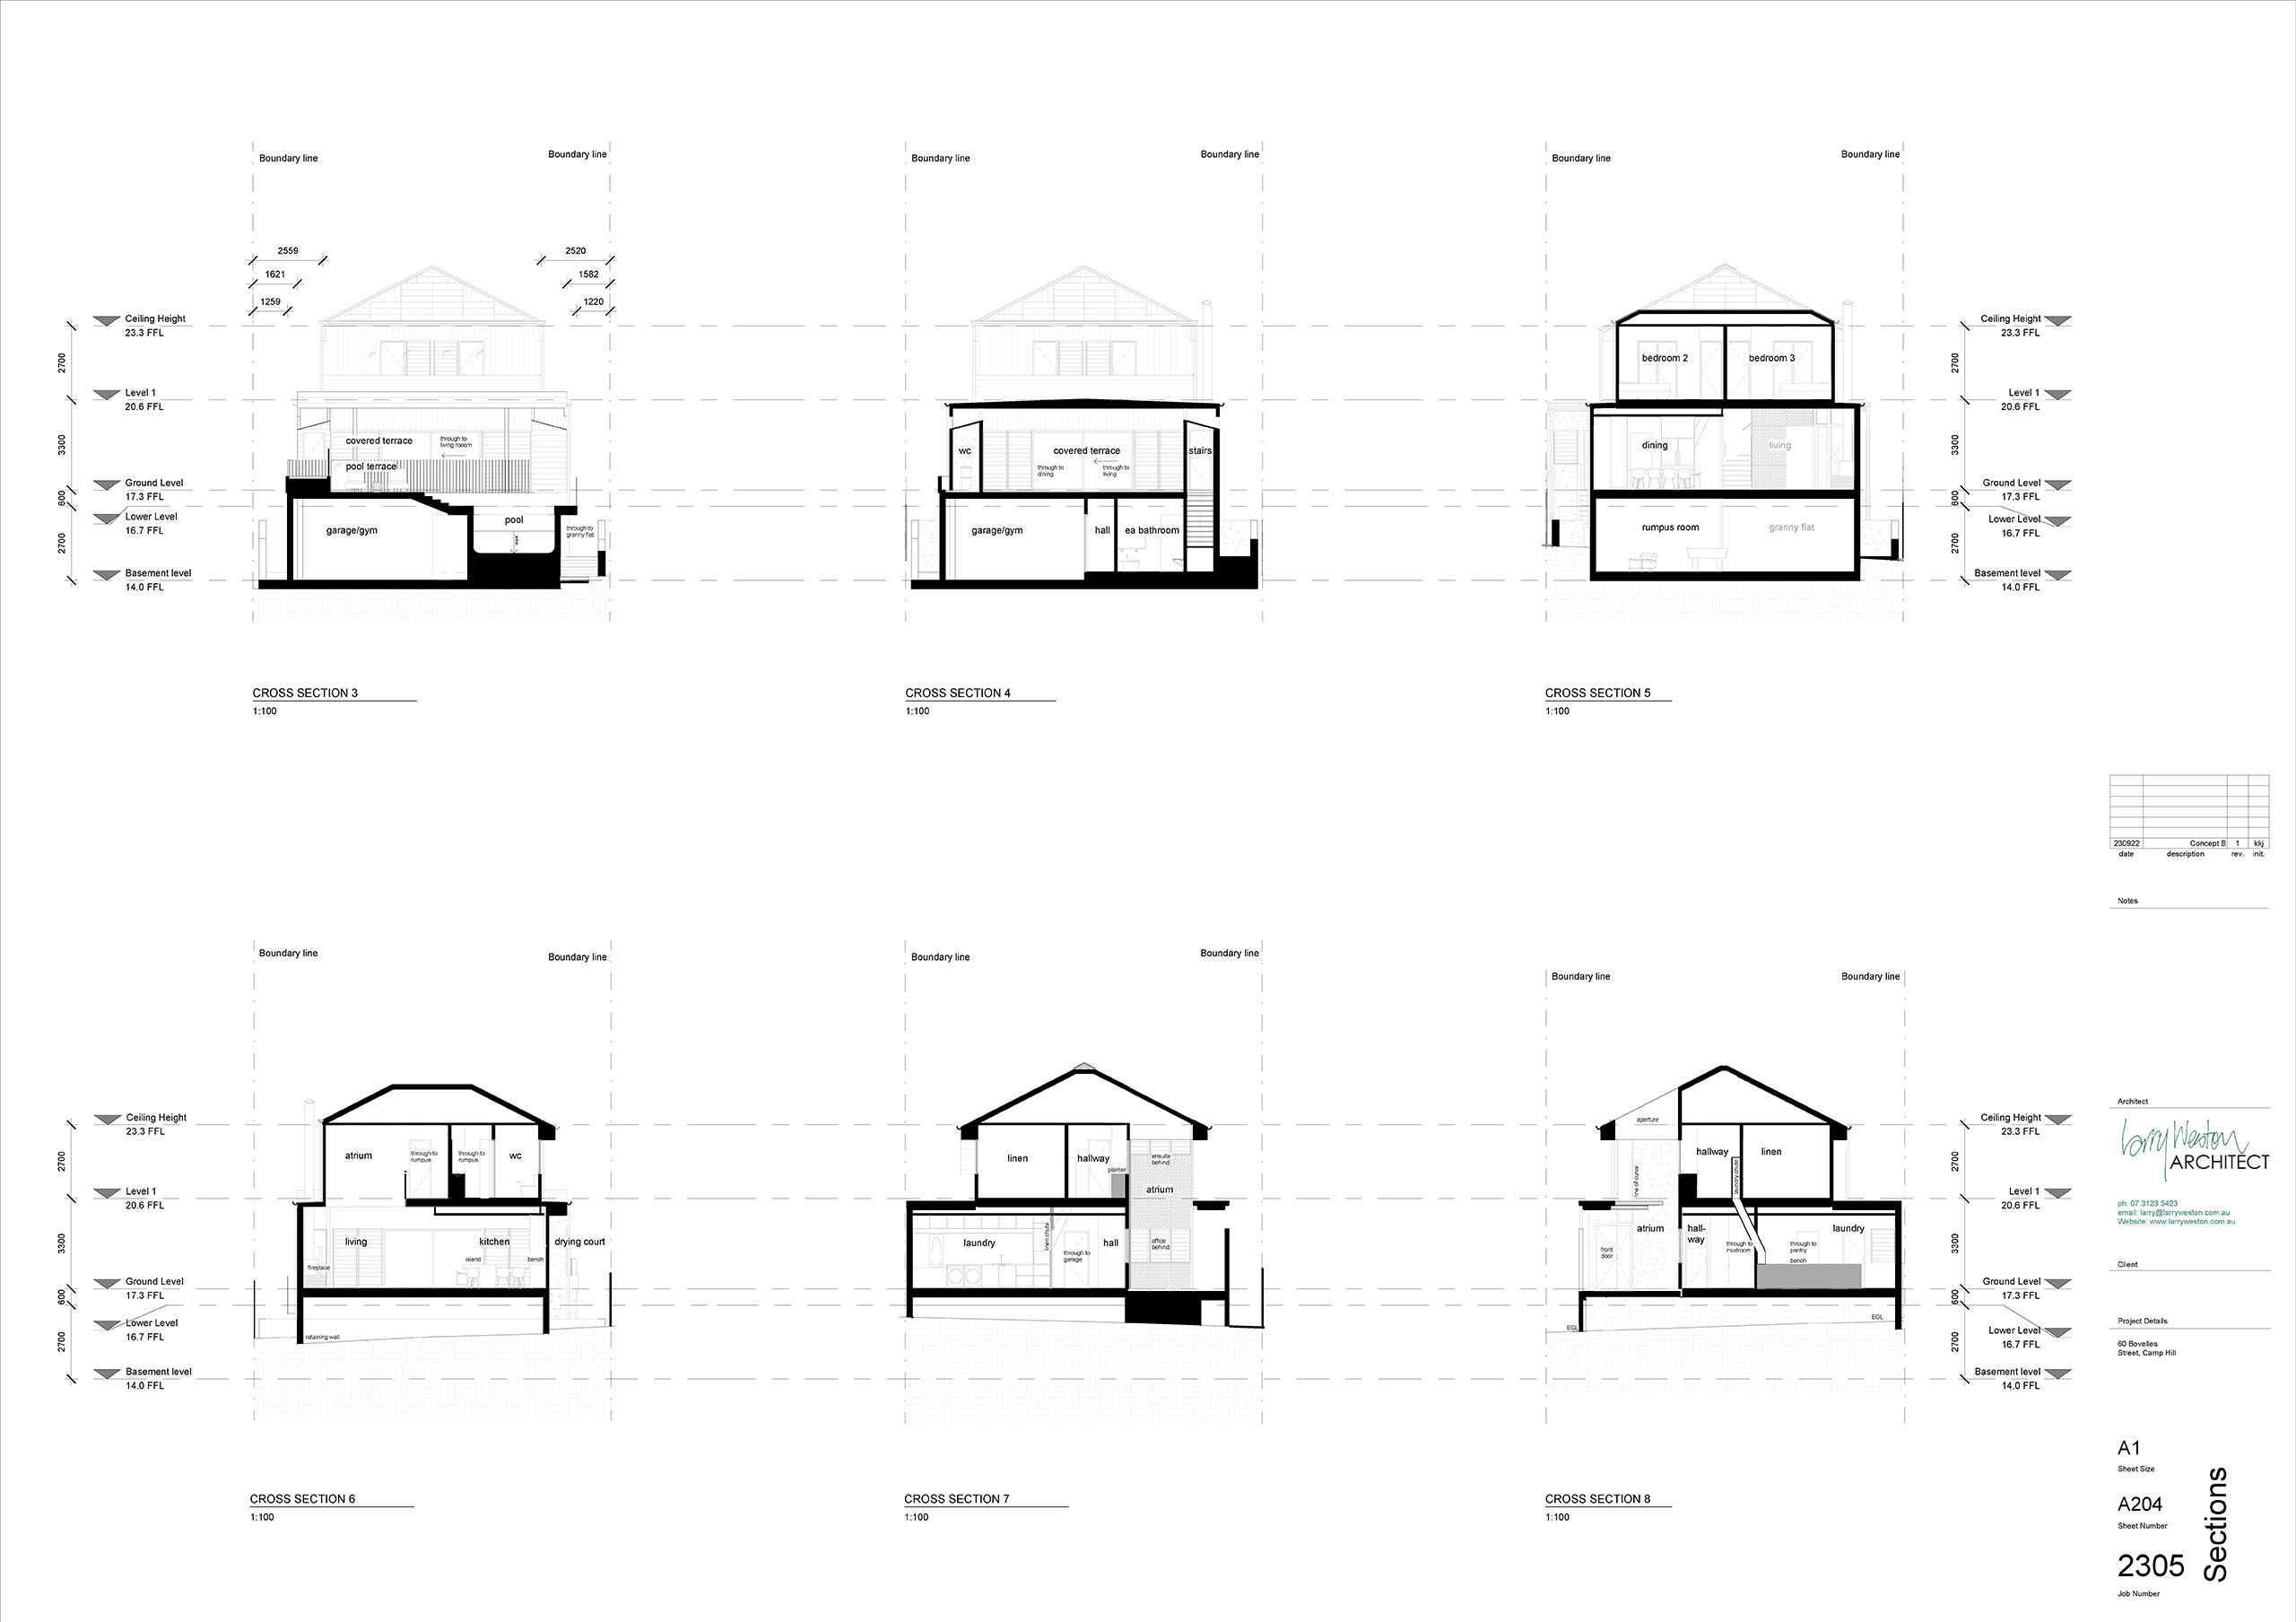 Boundary line
Boundary line
2559
1621
1259
2520
1582
1220
Ceiling Height
23.3 FFL
2700
Level 1
20.6 FFL
3300
Ground Level
17.3 FFL
600
Lower Level
16.7 FFL
2700
Basement level
14.0 FFL
covered terrace
through to
living rooom
pool terrace
garage/gym
pool
through to
granny flat
CROSS SECTION 3
1:100
Boundary line
Boundary line
wc
covered terrace
stairs
through to
dining
through to
living
garage/gym
hall
ea bathroom
CROSS SECTION 4
1:100
Boundary line
Boundary line
bedroom 2
bedroom 3
dining
living
rumpus room
granny flat
Ceiling Height
23.3 FFL
2700
Level 1
20.6 FFL
3300
Ground Level
17.3 FFL
600
Lower Level
16.7 FFL
2700
Basement level
14.0 FFL
CROSS SECTION 5
1:100
230922 Concept B 1 kkj
date description rev. init.
Notes
Boundary line
Boundary line
Ceiling Height
23.3 FFL
2700
Level 1
20.6 FFL
3300
Ground Level
17.3 FFL
600
Lower Level
16.7 FFL
2700
Basement level
14.0 FFL
atrium
through to
rumpus
through to
rumpus
wc
living
kitchen
drying court
island
bench
fireplace
retaining wall
CROSS SECTION 6
1:100
Boundary line
Boundary line
linen
hallway
planter
ensuite
behind
atrium
laundry
linen chute
through to
garage
hall
office
behind
CROSS SECTION 7
1:100
Boundary line
Boundary line
aperture
hallway
linen
line of curve
laundry chute
atrium
hall-
way
laundry
front
door
through to
mudroom
through to
pantry
bench
EGL
EGL
Ceiling Height
23.3 FFL
2700
Level 1
20.6 FFL
3300
Ground Level
17.3 FFL
600
Lower Level
16.7 FFL
2700
Basement level
14.0 FFL
CROSS SECTION 8
1:100
Architect
Larry Weston
ARCHITECT
ph: 07 3123 5423
email: larry@larryweston.com.au
Website: www.larryweston.com.au
Client
Project Details
60 Bovelles
Street, Camp Hill
A1
Sheet Size
A204
Sheet Number
2305
Job Number
Sections